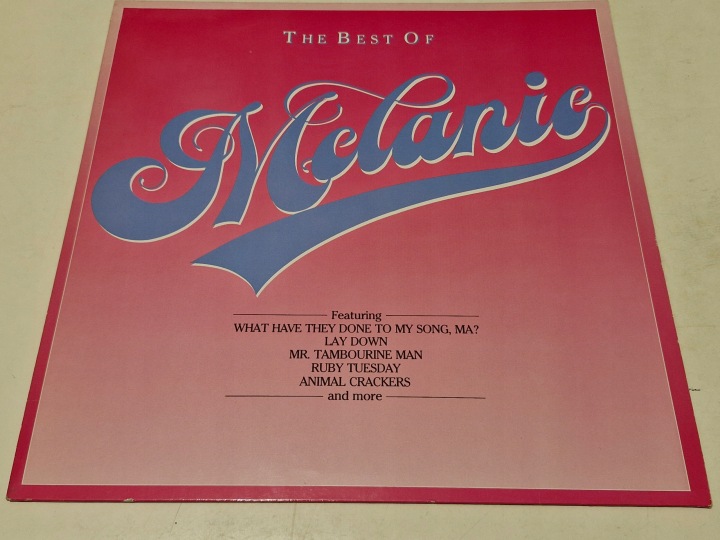 THE BEST OF
Melanie
Featuring
WHAT HAVE THEY DONE TO MY SONG, MA?
LAY DOWN
MR. TAMBOURINE MAN
RUBY TUESDAY
ANIMAL CRACKERS
and more